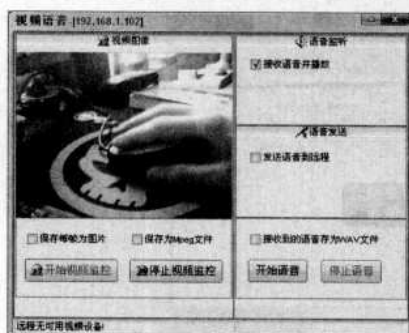 视频语音 [192.168.1.102]
视频图像
语音监听
接收语音并播放
语音发送
发送语音到远程
保存每帧为图片
保存为Mpeg文件
接收到的语音存为WAV文件
开始视频监控
停止视频监控
开始语音
停止语音
远程无可用视频设备!